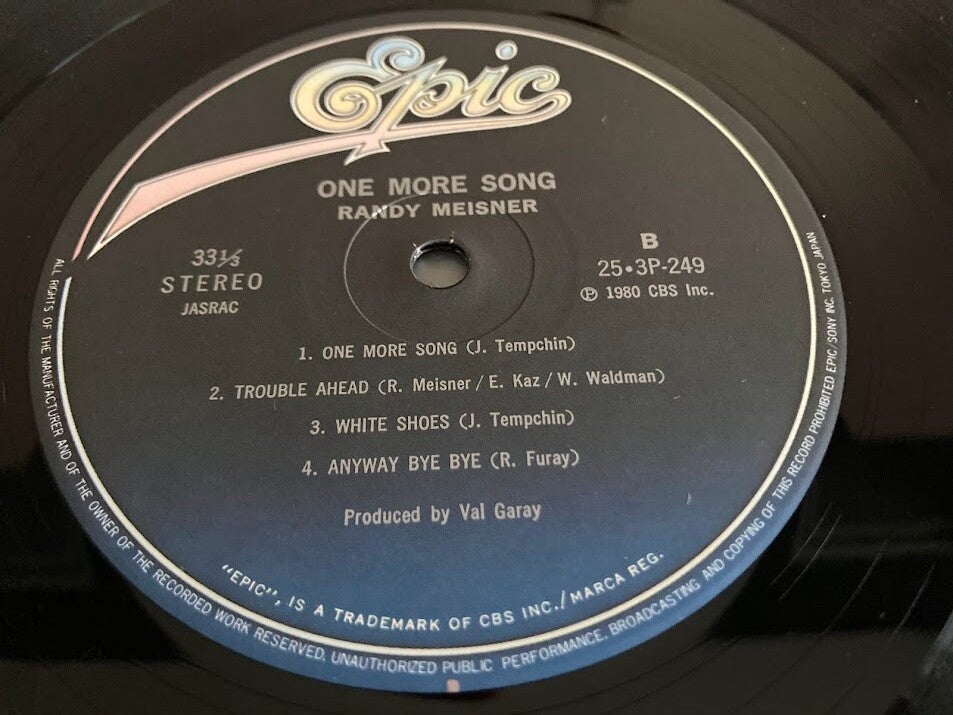 Epic
ONE MORE SONG
RANDY MEISNER
33⅓
STEREO
JASRAC
B
25・3P-249
Ⓟ 1980 CBS Inc.
1. ONE MORE SONG (J. Tempchin)
2. TROUBLE AHEAD (R. Meisner / E. Kaz / W. Waldman)
3. WHITE SHOES (J. Tempchin)
4. ANYWAY BYE BYE (R. Furay)
Produced by Val Garay
"EPIC", IS A TRADEMARK OF CBS INC./MARCA REG.
ALL RIGHTS OF THE MANUFACTURER AND OF THE OWNER OF THE RECORDED WORK RESERVED. UNAUTHORIZED PUBLIC PERFORMANCE, BROADCASTING AND COPYING OF THIS RECORD PROHIBITED EPIC/SONY INC. TOKYO JAPAN